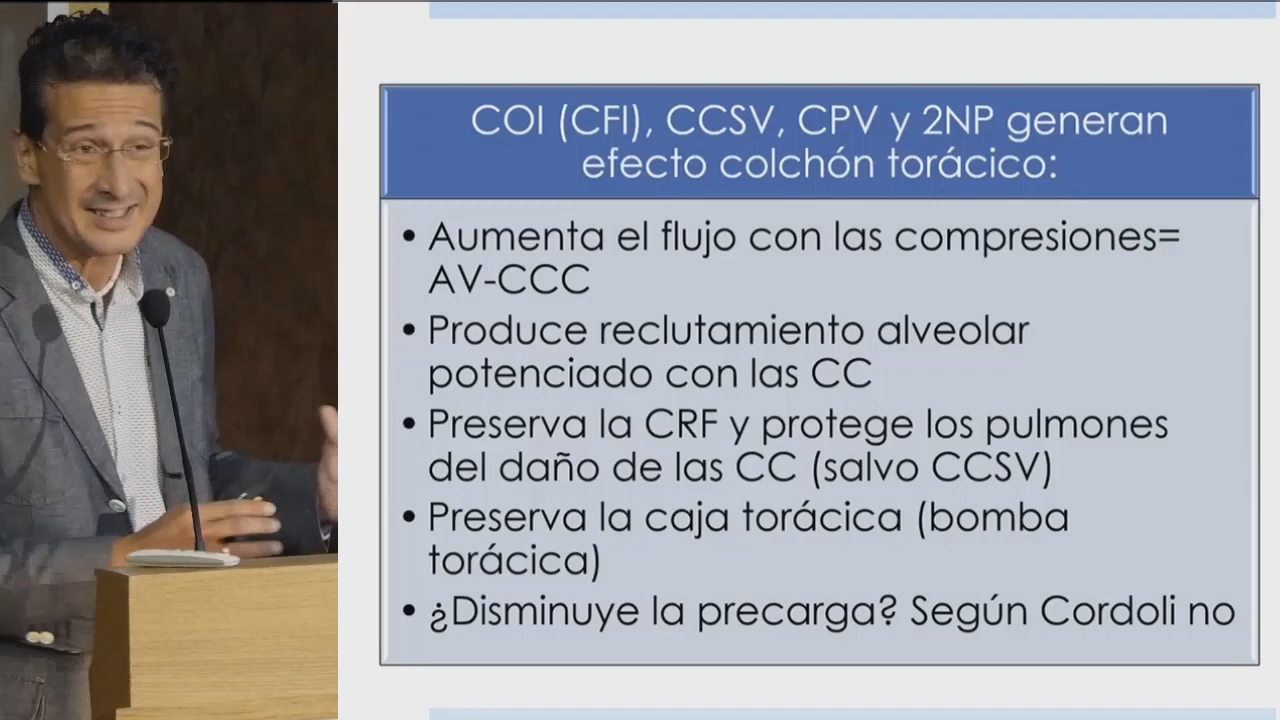 COI (CFI), CCSV, CPV y 2NP generan
efecto colchón torácico:
• Aumenta el flujo con las compresiones=
AV-CCC
• Produce reclutamiento alveolar
potenciado con las CC
• Preserva la CRF y protege los pulmones
del daño de las CC (salvo CCSV)
• Preserva la caja torácica (bomba
torácica)
• ¿Disminuye la precarga? Según Cordoli no